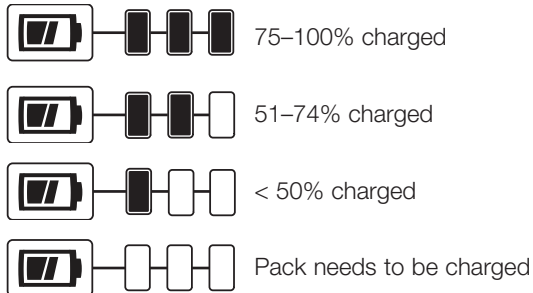 75–100% charged
51–74% charged
< 50% charged
Pack needs to be charged